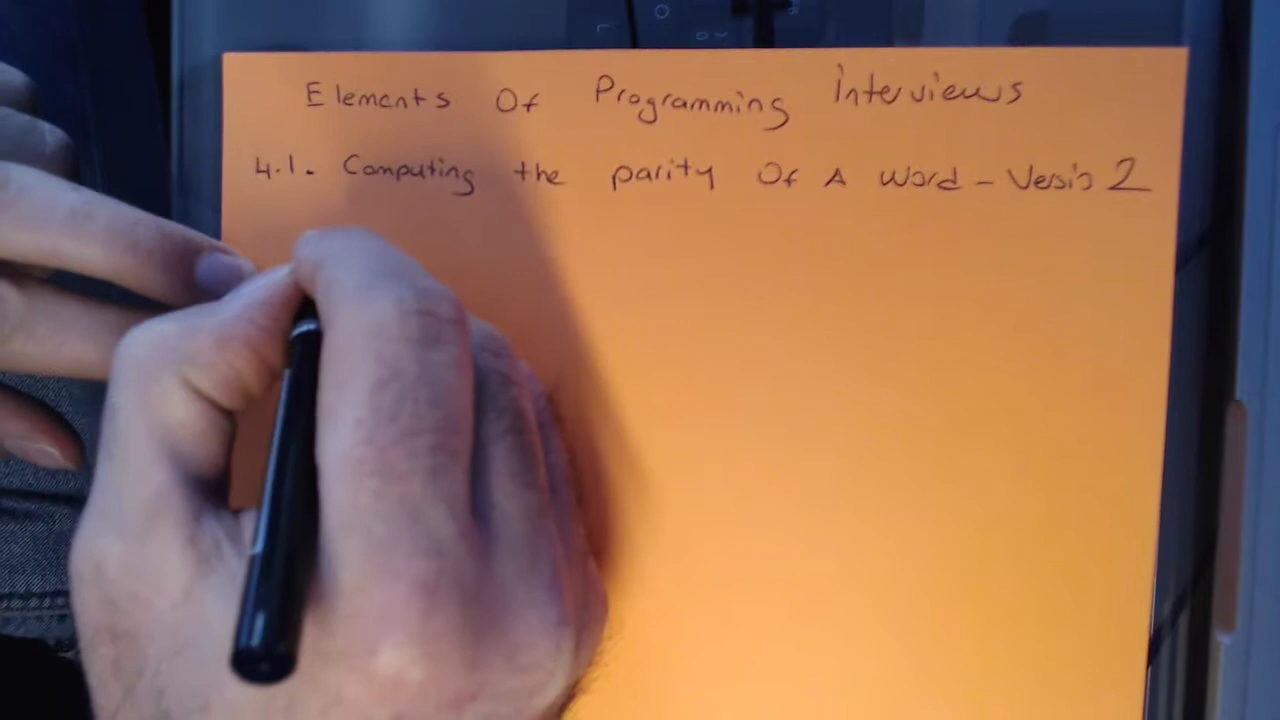 Elements Of Programming Interviews
4.1. Computing the parity Of A Word - Versio 2